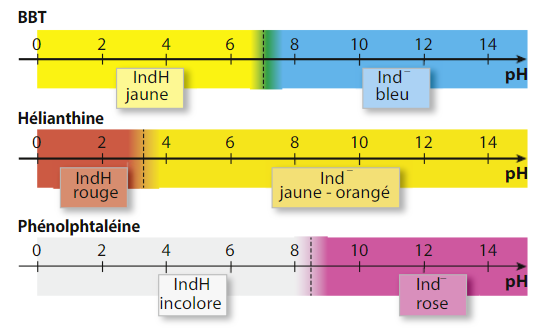 BBT
0 2 4 6 8 10 12 14
pH
IndH
jaune
Ind⁻
bleu
Hélianthine
0 2 4 6 8 10 12 14
pH
IndH
rouge
Ind⁻
jaune - orangé
Phénolphtaléine
0 2 4 6 8 10 12 14
pH
IndH
incolore
Ind⁻
rose